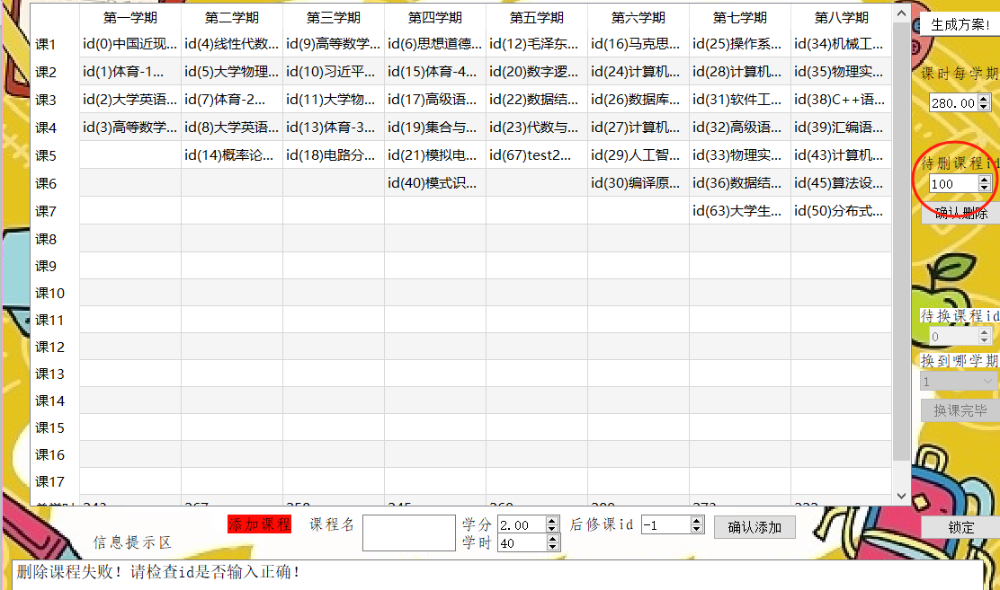 第一学期 第二学期 第三学期 第四学期 第五学期 第六学期 第七学期 第八学期
生成方案!
课1 id(0)中国近现... id(4)线性代数... id(9)高等数学... id(6)思想道德... id(12)毛泽东... id(16)马克思... id(25)操作系... id(34)机械工...
课2 id(1)体育-1... id(5)大学物理... id(10)习近平... id(15)体育-4... id(20)数字逻... id(24)计算机... id(28)计算机... id(35)物理实...
课时每学期
课3 id(2)大学英语... id(7)体育-2... id(11)大学物... id(17)高级语... id(22)数据结... id(26)数据库... id(31)软件工... id(38)C++语...
280.00
课4 id(3)高等数学... id(8)大学英语... id(13)体育-3... id(19)集合与... id(23)代数与... id(27)计算机... id(32)高级语... id(39)汇编语...
课5 id(14)概率论... id(18)电路分... id(21)模拟电... id(67)test2... id(29)人工智... id(33)物理实... id(43)计算机...
待删课程id
课6 id(40)模式识... id(30)编译原... id(36)数据结... id(45)算法设...
100
课7 id(63)大学生... id(50)分布式...
确认删除
课8
课9
课10
课11
待换课程id
0
课12
换到哪学期
课13
1
课14
换课完毕
课15
课16
课17
添加课程 课程名 学分 2.00 后修课id -1 确认添加 锁定
信息提示区 学时 40
删除课程失败！请检查id是否输入正确！